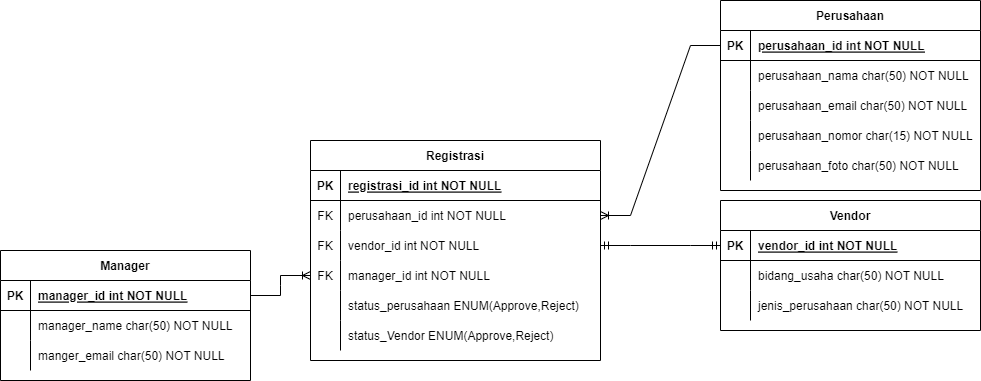 Perusahaan
PK perusahaan_id int NOT NULL
perusahaan_nama char(50) NOT NULL
perusahaan_email char(50) NOT NULL
perusahaan_nomor char(15) NOT NULL
perusahaan_foto char(50) NOT NULL
Registrasi
PK registrasi_id int NOT NULL
FK perusahaan_id int NOT NULL
FK vendor_id int NOT NULL
FK manager_id int NOT NULL
status_perusahaan ENUM(Approve,Reject)
status_Vendor ENUM(Approve,Reject)
Vendor
PK vendor_id int NOT NULL
bidang_usaha char(50) NOT NULL
jenis_perusahaan char(50) NOT NULL
Manager
PK manager_id int NOT NULL
manager_name char(50) NOT NULL
manger_email char(50) NOT NULL